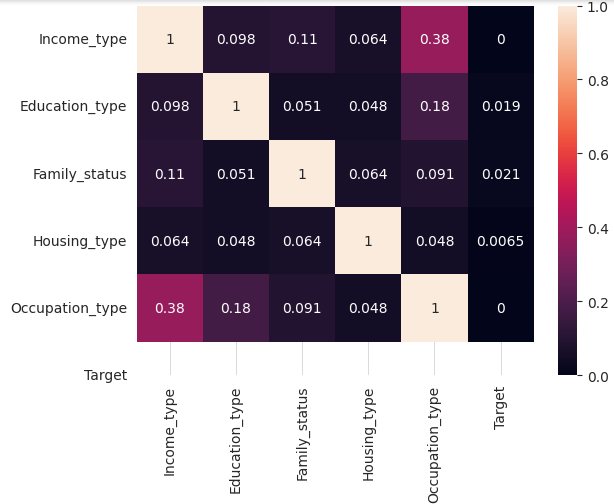 Income_type 1 0.098 0.11 0.064 0.38 0
Education_type 0.098 1 0.051 0.048 0.18 0.019
Family_status 0.11 0.051 1 0.064 0.091 0.021
Housing_type 0.064 0.048 0.064 1 0.048 0.0065
Occupation_type 0.38 0.18 0.091 0.048 1 0
Target
Income_type
Education_type
Family_status
Housing_type
Occupation_type
Target
1.0
0.8
0.6
0.4
0.2
0.0